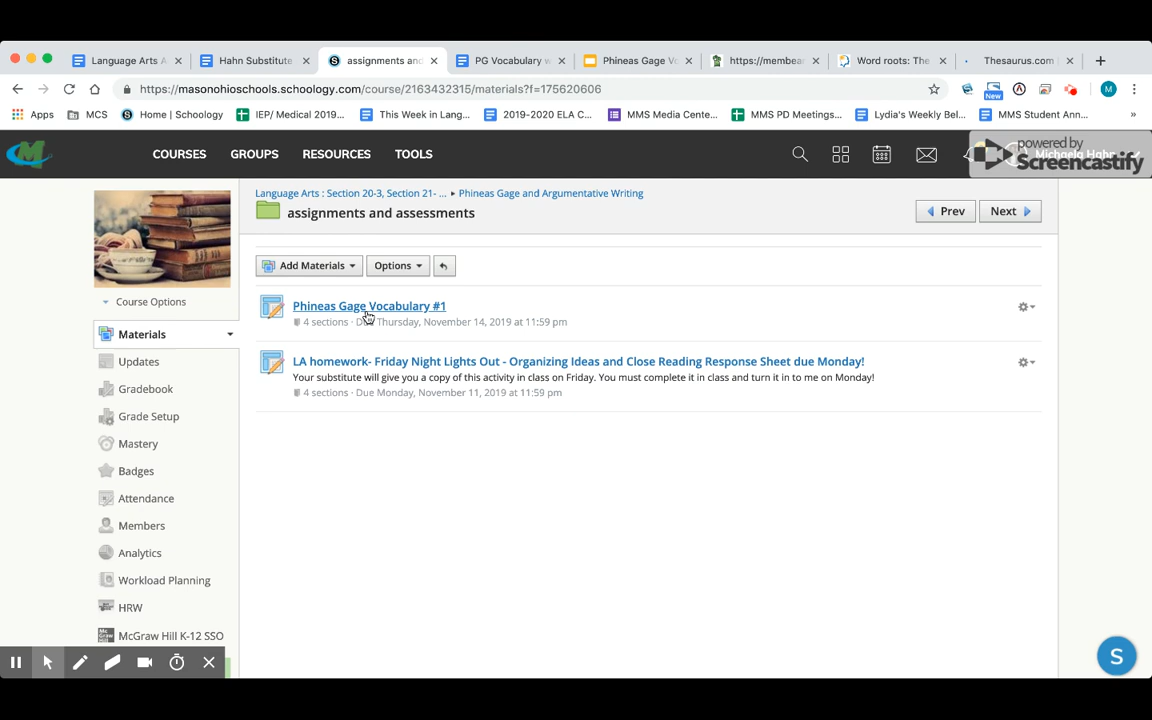 Language Arts A
Hahn Substitute
assignments and
PG Vocabulary w
Phineas Gage Vo
https://membean
Word roots: The
Thesaurus.com
https://masonohioschools.schoology.com/course/2163432315/materials?f=175620606
New
M
Apps
MCS
Home | Schoology
IEP/ Medical 2019...
This Week in Lang...
2019-2020 ELA C...
MMS Media Cente...
MMS PD Meetings...
Lydia's Weekly Bel...
MMS Student Ann...
»
COURSES
GROUPS
RESOURCES
TOOLS
powered by
Screencastify
Language Arts : Section 20-3, Section 21- ... ▸ Phineas Gage and Argumentative Writing
assignments and assessments
Prev
Next
Add Materials
Options
Course Options
Phineas Gage Vocabulary #1
4 sections · Due Thursday, November 14, 2019 at 11:59 pm
LA homework- Friday Night Lights Out - Organizing Ideas and Close Reading Response Sheet due Monday!
Your substitute will give you a copy of this activity in class on Friday. You must complete it in class and turn it in to me on Monday!
4 sections · Due Monday, November 11, 2019 at 11:59 pm
Materials
Updates
Gradebook
Grade Setup
Mastery
Badges
Attendance
Members
Analytics
Workload Planning
HRW
McGraw Hill K-12 SSO
S